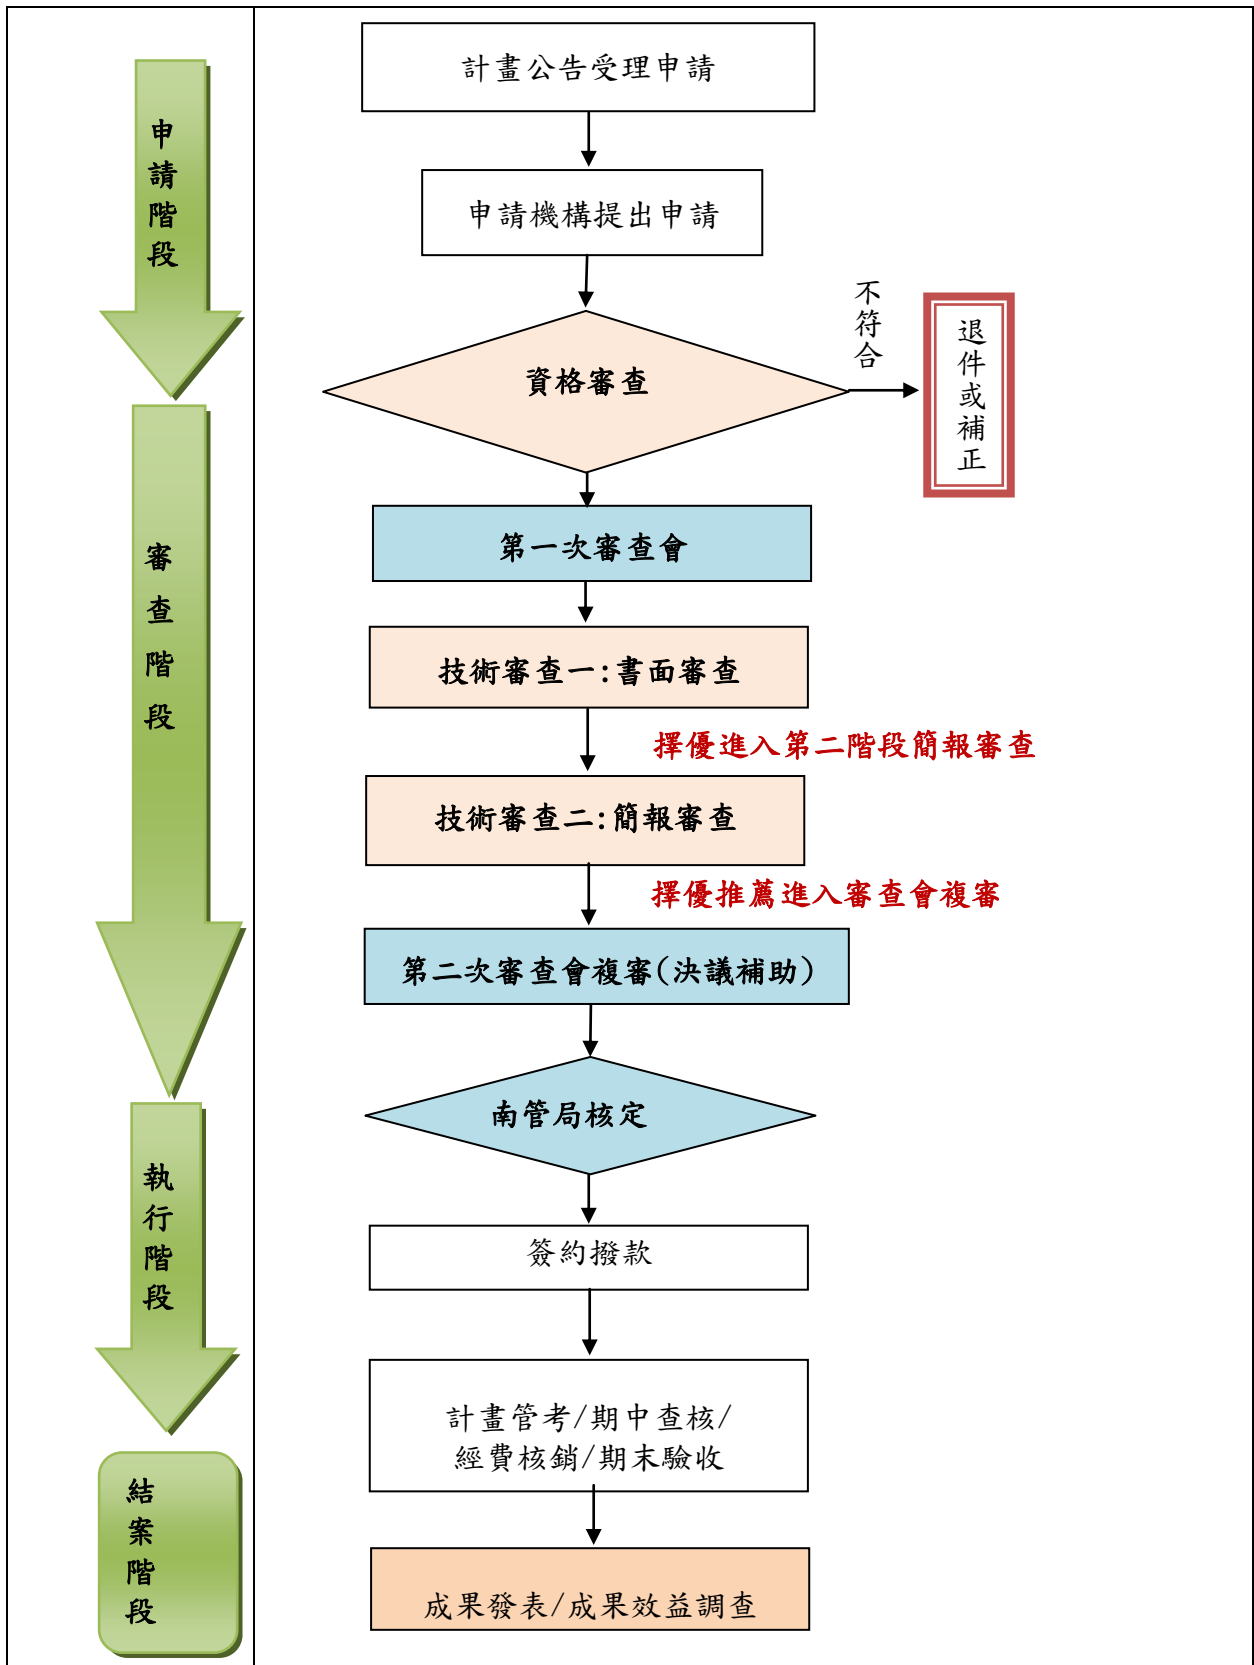 計畫公告受理申請
申請階段
申請機構提出申請
不符合
資格審查
退件或補正
第一次審查會
審查階段
技術審查一:書面審查
擇優進入第二階段簡報審查
技術審查二:簡報審查
擇優推薦進入審查會複審
第二次審查會複審(決議補助)
南管局核定
執行階段
簽約撥款
計畫管考/期中查核/
經費核銷/期末驗收
結案階段
成果發表/成果效益調查